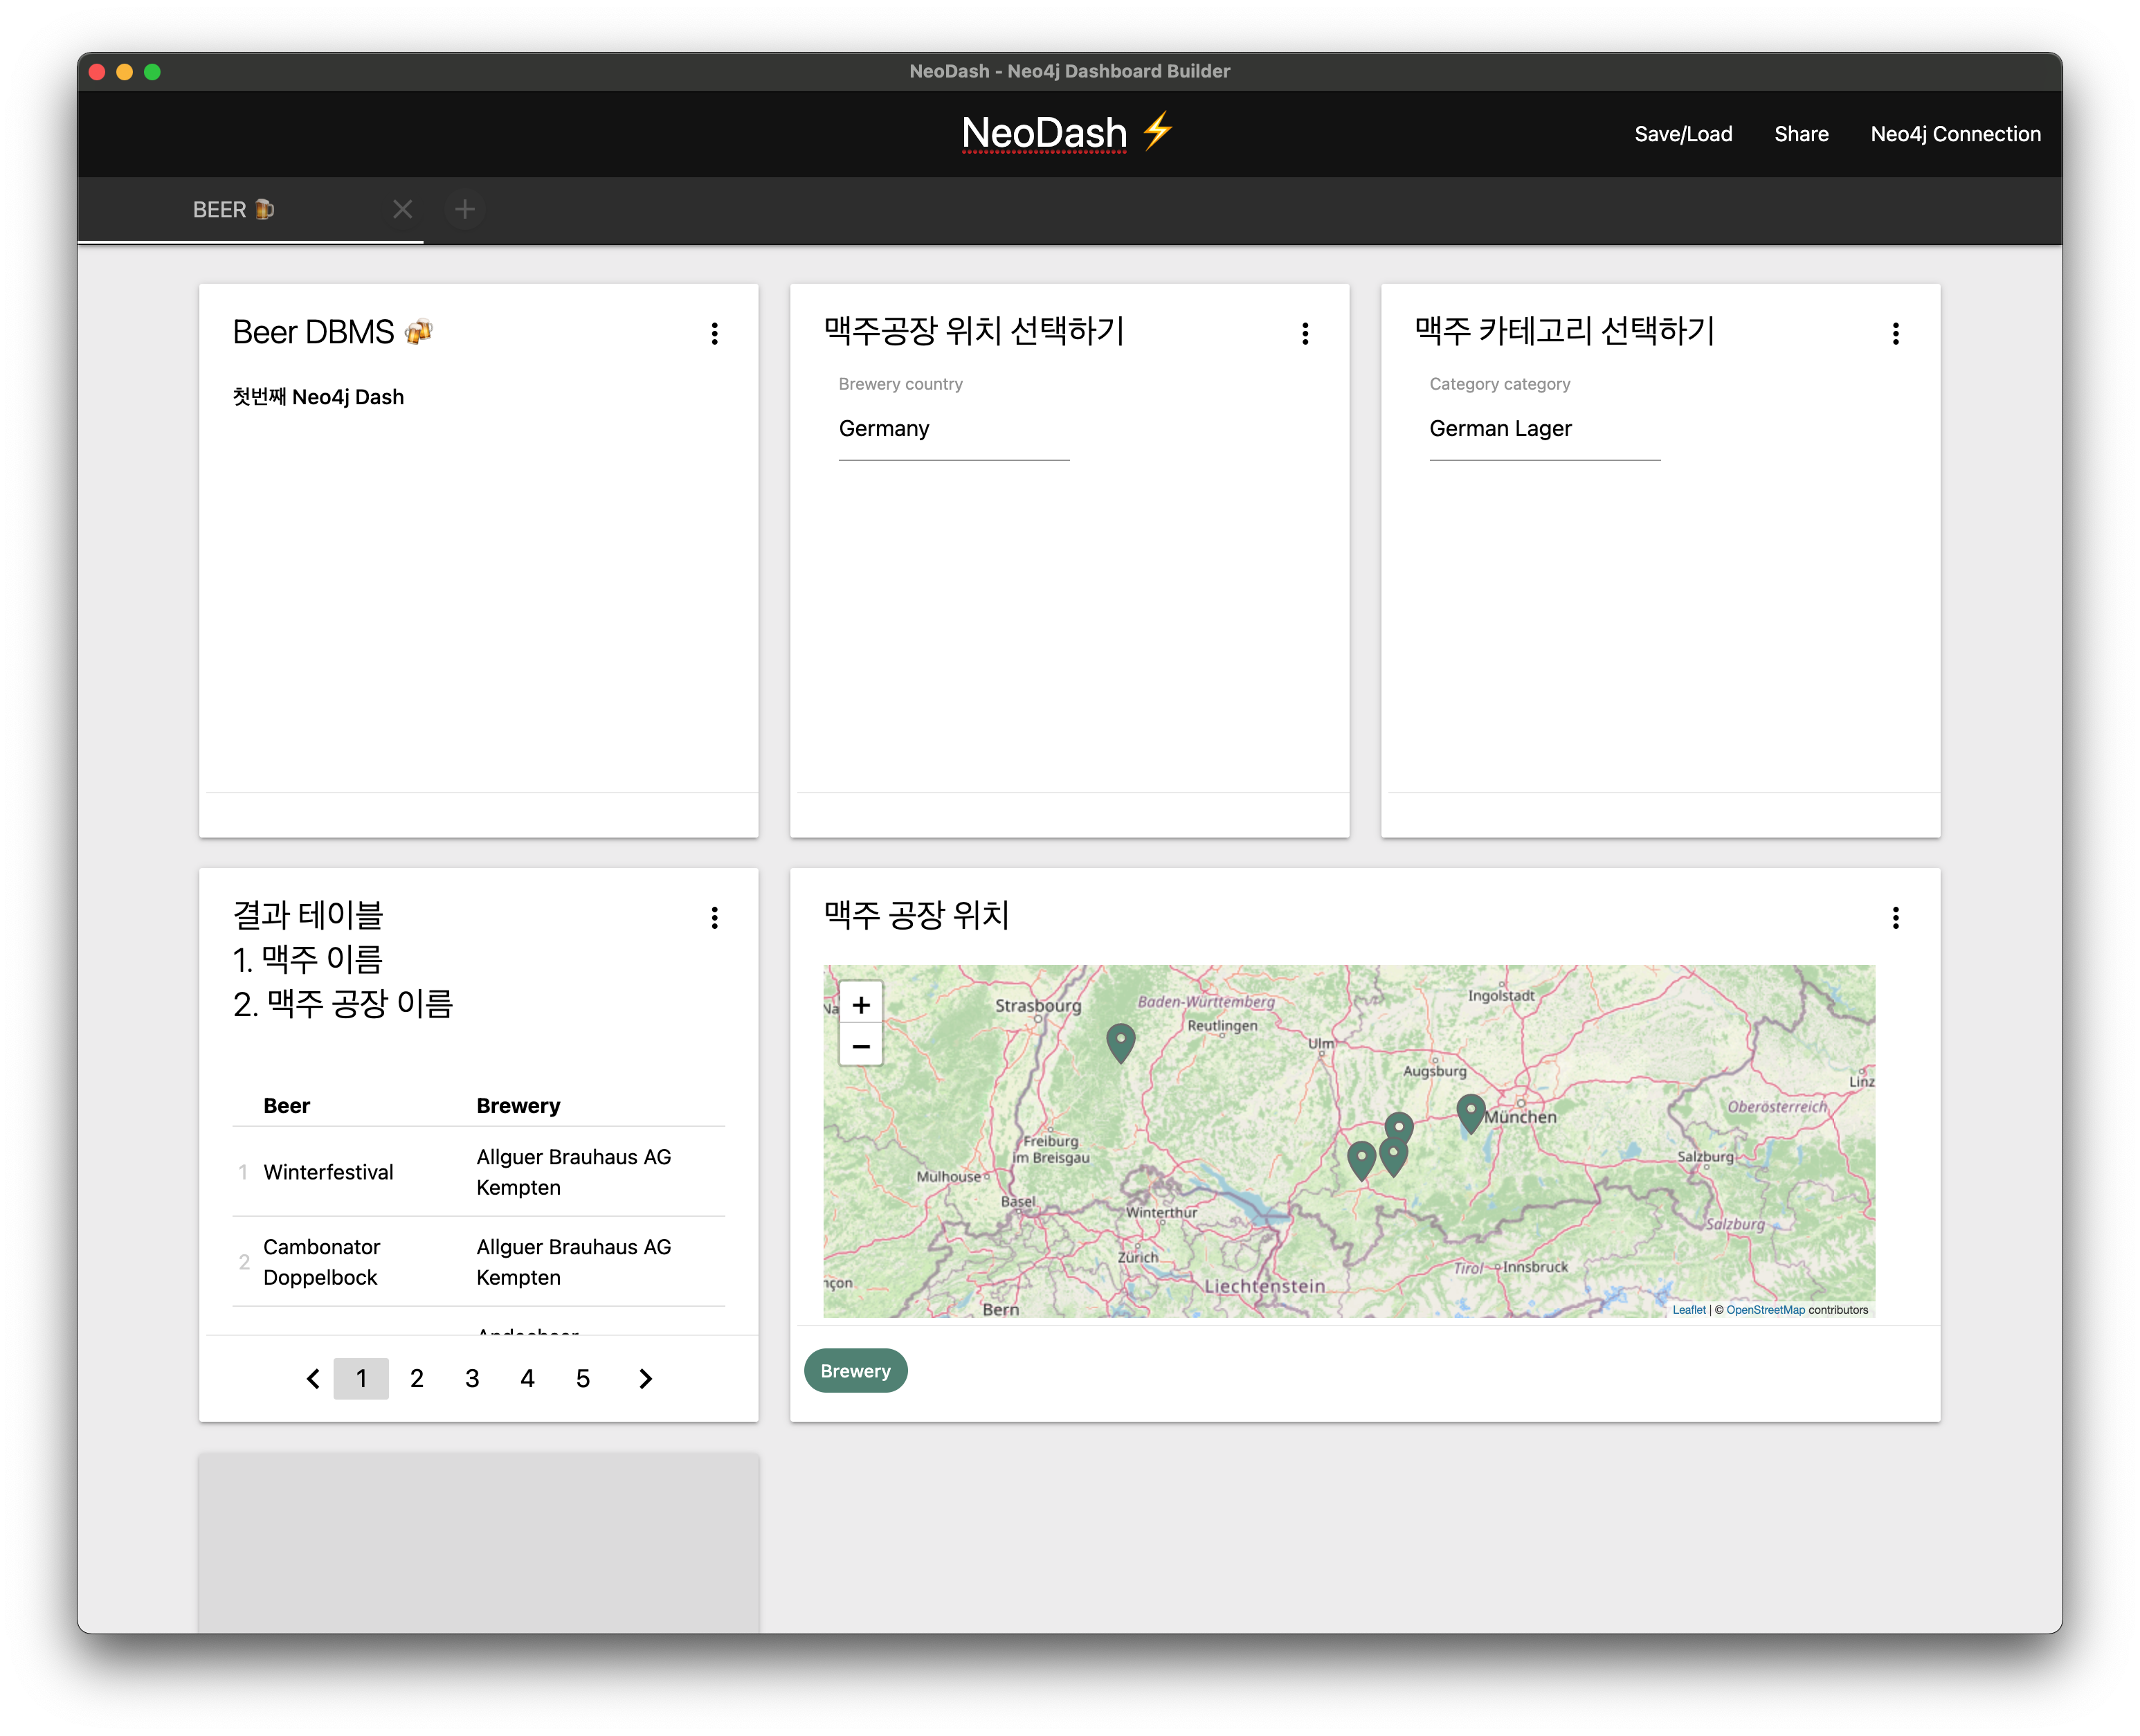 NeoDash - Neo4j Dashboard Builder
NeoDash ⚡
Save/Load Share Neo4j Connection
BEER 🍺
Beer DBMS 🍻
첫번째 Neo4j Dash
맥주공장 위치 선택하기
Brewery country
Germany
맥주 카테고리 선택하기
Category category
German Lager
결과 테이블
1. 맥주 이름
2. 맥주 공장 이름
Beer Brewery
1 Winterfestival Allguer Brauhaus AG
Kempten
2 Cambonator
Doppelbock
Allguer Brauhaus AG
Kempten
1 2 3 4 5
맥주 공장 위치
+
−
Strasbourg
Baden-Württemberg
Ingolstadt
Reutlingen
Ulm
Augsburg
Linz
Oberösterreich
München
Freiburg
im Breisgau
Salzburg
Mulhouse
Basel
Winterthur
Salzburg
Zürich
Tirol
Innsbruck
Liechtenstein
Bern
Leaflet | © OpenStreetMap contributors
Brewery